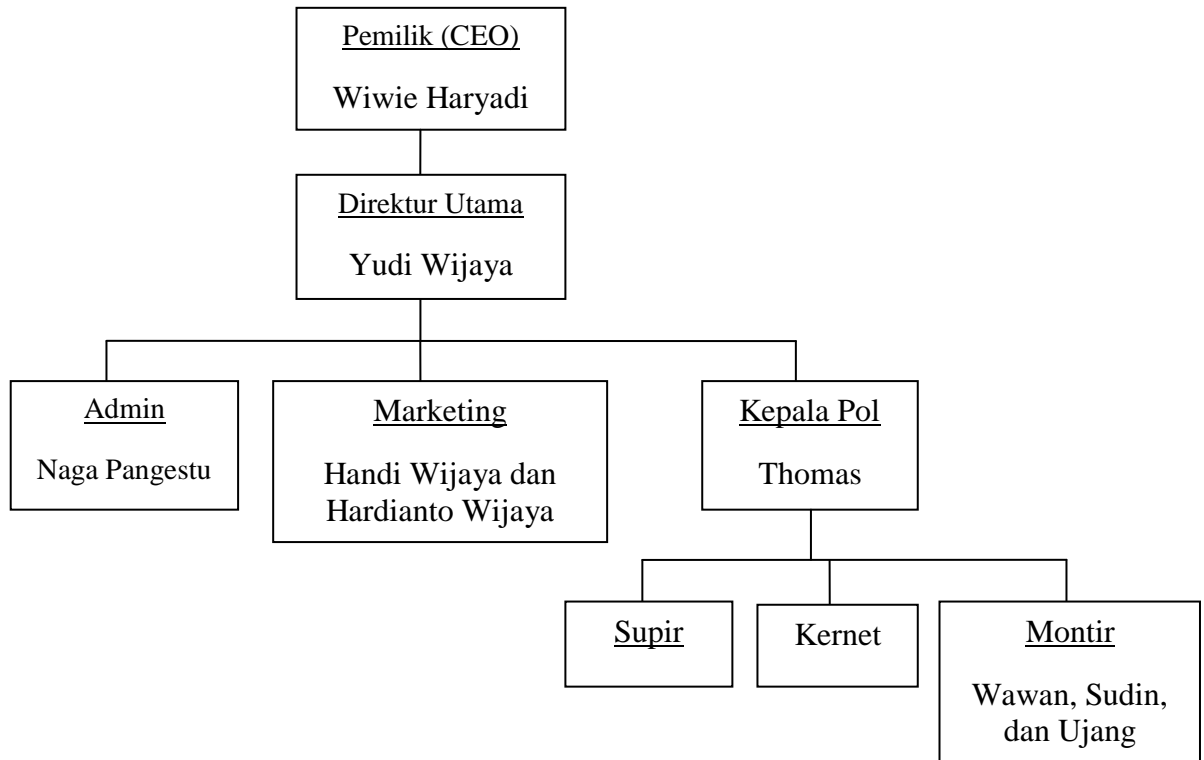 Pemilik (CEO)
Wiwie Haryadi
Direktur Utama
Yudi Wijaya
Admin
Naga Pangestu
Marketing
Handi Wijaya dan
Hardianto Wijaya
Kepala Pol
Thomas
Supir
Kernet
Montir
Wawan, Sudin,
dan Ujang